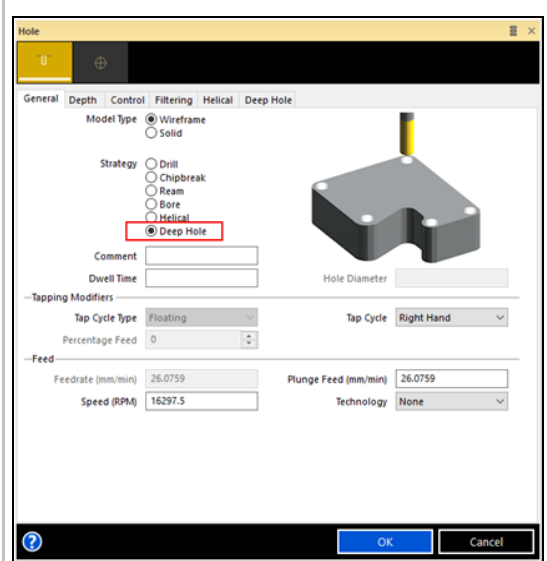 Hole
General Depth Control Filtering Helical Deep Hole
Model Type Wireframe
Solid
Strategy Drill
Chipbreak
Ream
Bore
Helical
Deep Hole
Comment
Dwell Time Hole Diameter
Tapping Modifiers
Tap Cycle Type Floating Tap Cycle Right Hand
Percentage Feed 0
Feed
Feedrate (mm/min) 26.0759 Plunge Feed (mm/min) 26.0759
Speed (RPM) 16297.5 Technology None
? OK Cancel